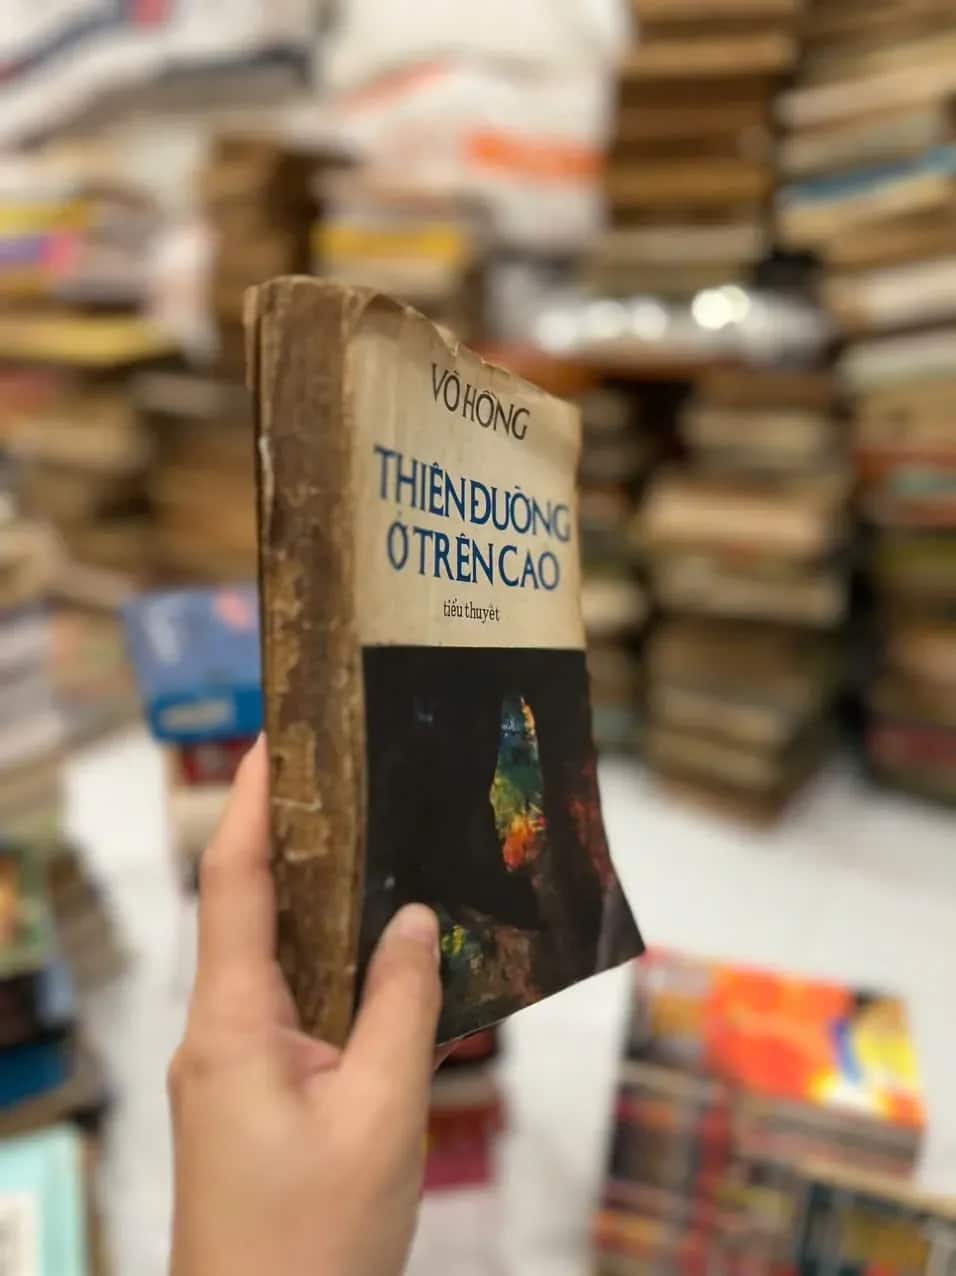 VÕ HỒNG
THIÊN ĐƯỜNG
Ở TRÊN CAO
tiểu thuyết